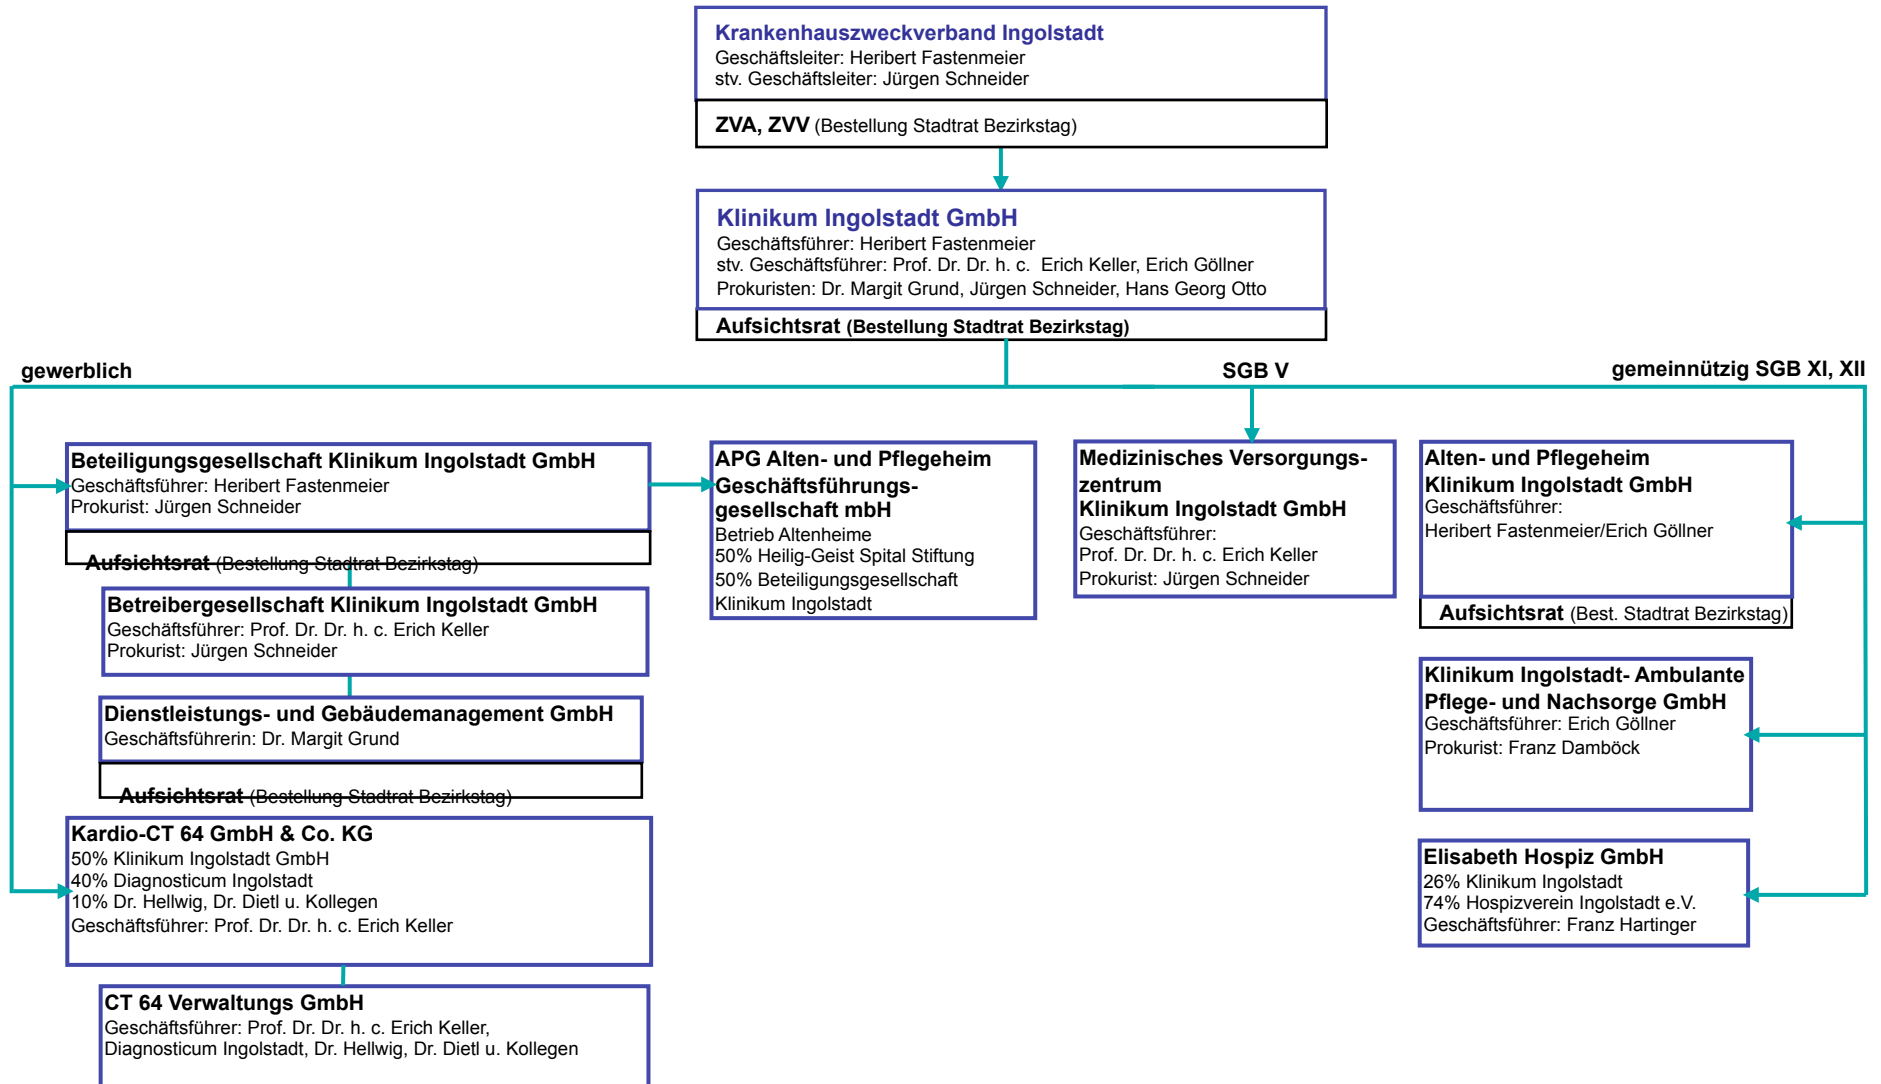 Krankenhauszweckverband Ingolstadt
Geschäftsleiter: Heribert Fastenmeier
stv. Geschäftsleiter: Jürgen Schneider
ZVA, ZVV (Bestellung Stadtrat Bezirkstag)
Klinikum Ingolstadt GmbH
Geschäftsführer: Heribert Fastenmeier
stv. Geschäftsführer: Prof. Dr. Dr. h. c. Erich Keller, Erich Göllner
Prokuristen: Dr. Margit Grund, Jürgen Schneider, Hans Georg Otto
Aufsichtsrat (Bestellung Stadtrat Bezirkstag)
gewerblich
SGB V
gemeinnützig SGB XI, XII
Beteiligungsgesellschaft Klinikum Ingolstadt GmbH
Geschäftsführer: Heribert Fastenmeier
Prokurist: Jürgen Schneider
Aufsichtsrat (Bestellung Stadtrat Bezirkstag)
Betreibergesellschaft Klinikum Ingolstadt GmbH
Geschäftsführer: Prof. Dr. Dr. h. c. Erich Keller
Prokurist: Jürgen Schneider
Dienstleistungs- und Gebäudemanagement GmbH
Geschäftsführerin: Dr. Margit Grund
Aufsichtsrat (Bestellung Stadtrat Bezirkstag)
Kardio-CT 64 GmbH & Co. KG
50% Klinikum Ingolstadt GmbH
40% Diagnosticum Ingolstadt
10% Dr. Hellwig, Dr. Dietl u. Kollegen
Geschäftsführer: Prof. Dr. Dr. h. c. Erich Keller
CT 64 Verwaltungs GmbH
Geschäftsführer: Prof. Dr. Dr. h. c. Erich Keller,
Diagnosticum Ingolstadt, Dr. Hellwig, Dr. Dietl u. Kollegen
APG Alten- und Pflegeheim
Geschäftsführungs-
gesellschaft mbH
Betrieb Altenheime
50% Heilig-Geist Spital Stiftung
50% Beteiligungsgesellschaft
Klinikum Ingolstadt
Medizinisches Versorgungs-
zentrum
Klinikum Ingolstadt GmbH
Geschäftsführer:
Prof. Dr. Dr. h. c. Erich Keller
Prokurist: Jürgen Schneider
Alten- und Pflegeheim
Klinikum Ingolstadt GmbH
Geschäftsführer:
Heribert Fastenmeier/Erich Göllner
Aufsichtsrat (Best. Stadtrat Bezirkstag)
Klinikum Ingolstadt- Ambulante
Pflege- und Nachsorge GmbH
Geschäftsführer: Erich Göllner
Prokurist: Franz Damböck
Elisabeth Hospiz GmbH
26% Klinikum Ingolstadt
74% Hospizverein Ingolstadt e.V.
Geschäftsführer: Franz Hartinger